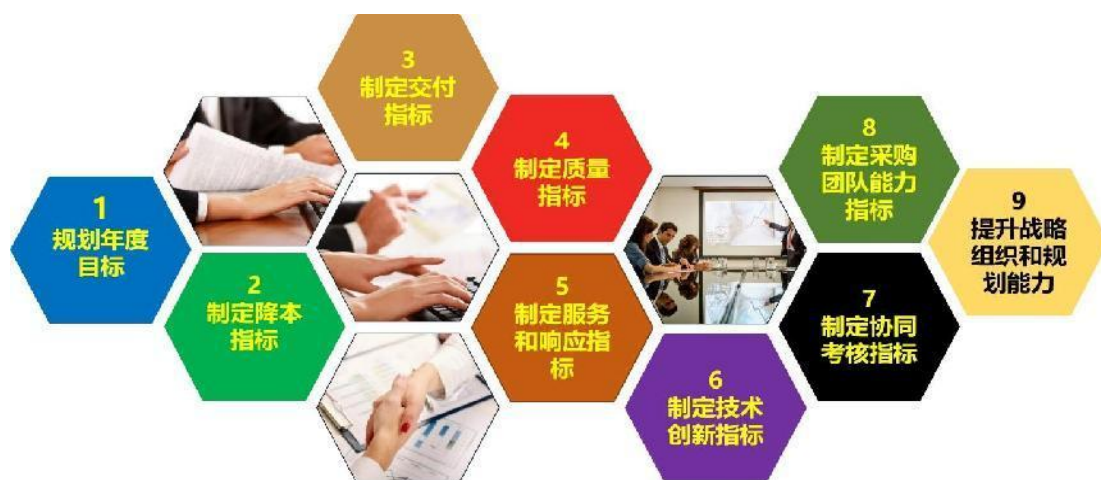 1
规划年度
目标
2
制定降本
指标
3
制定交付
指标
4
制定质量
指标
5
制定服务
和响应指
标
6
制定技术
创新指标
7
制定协同
考核指标
8
制定采购
团队能力
指标
9
提升战略
组织和规
划能力